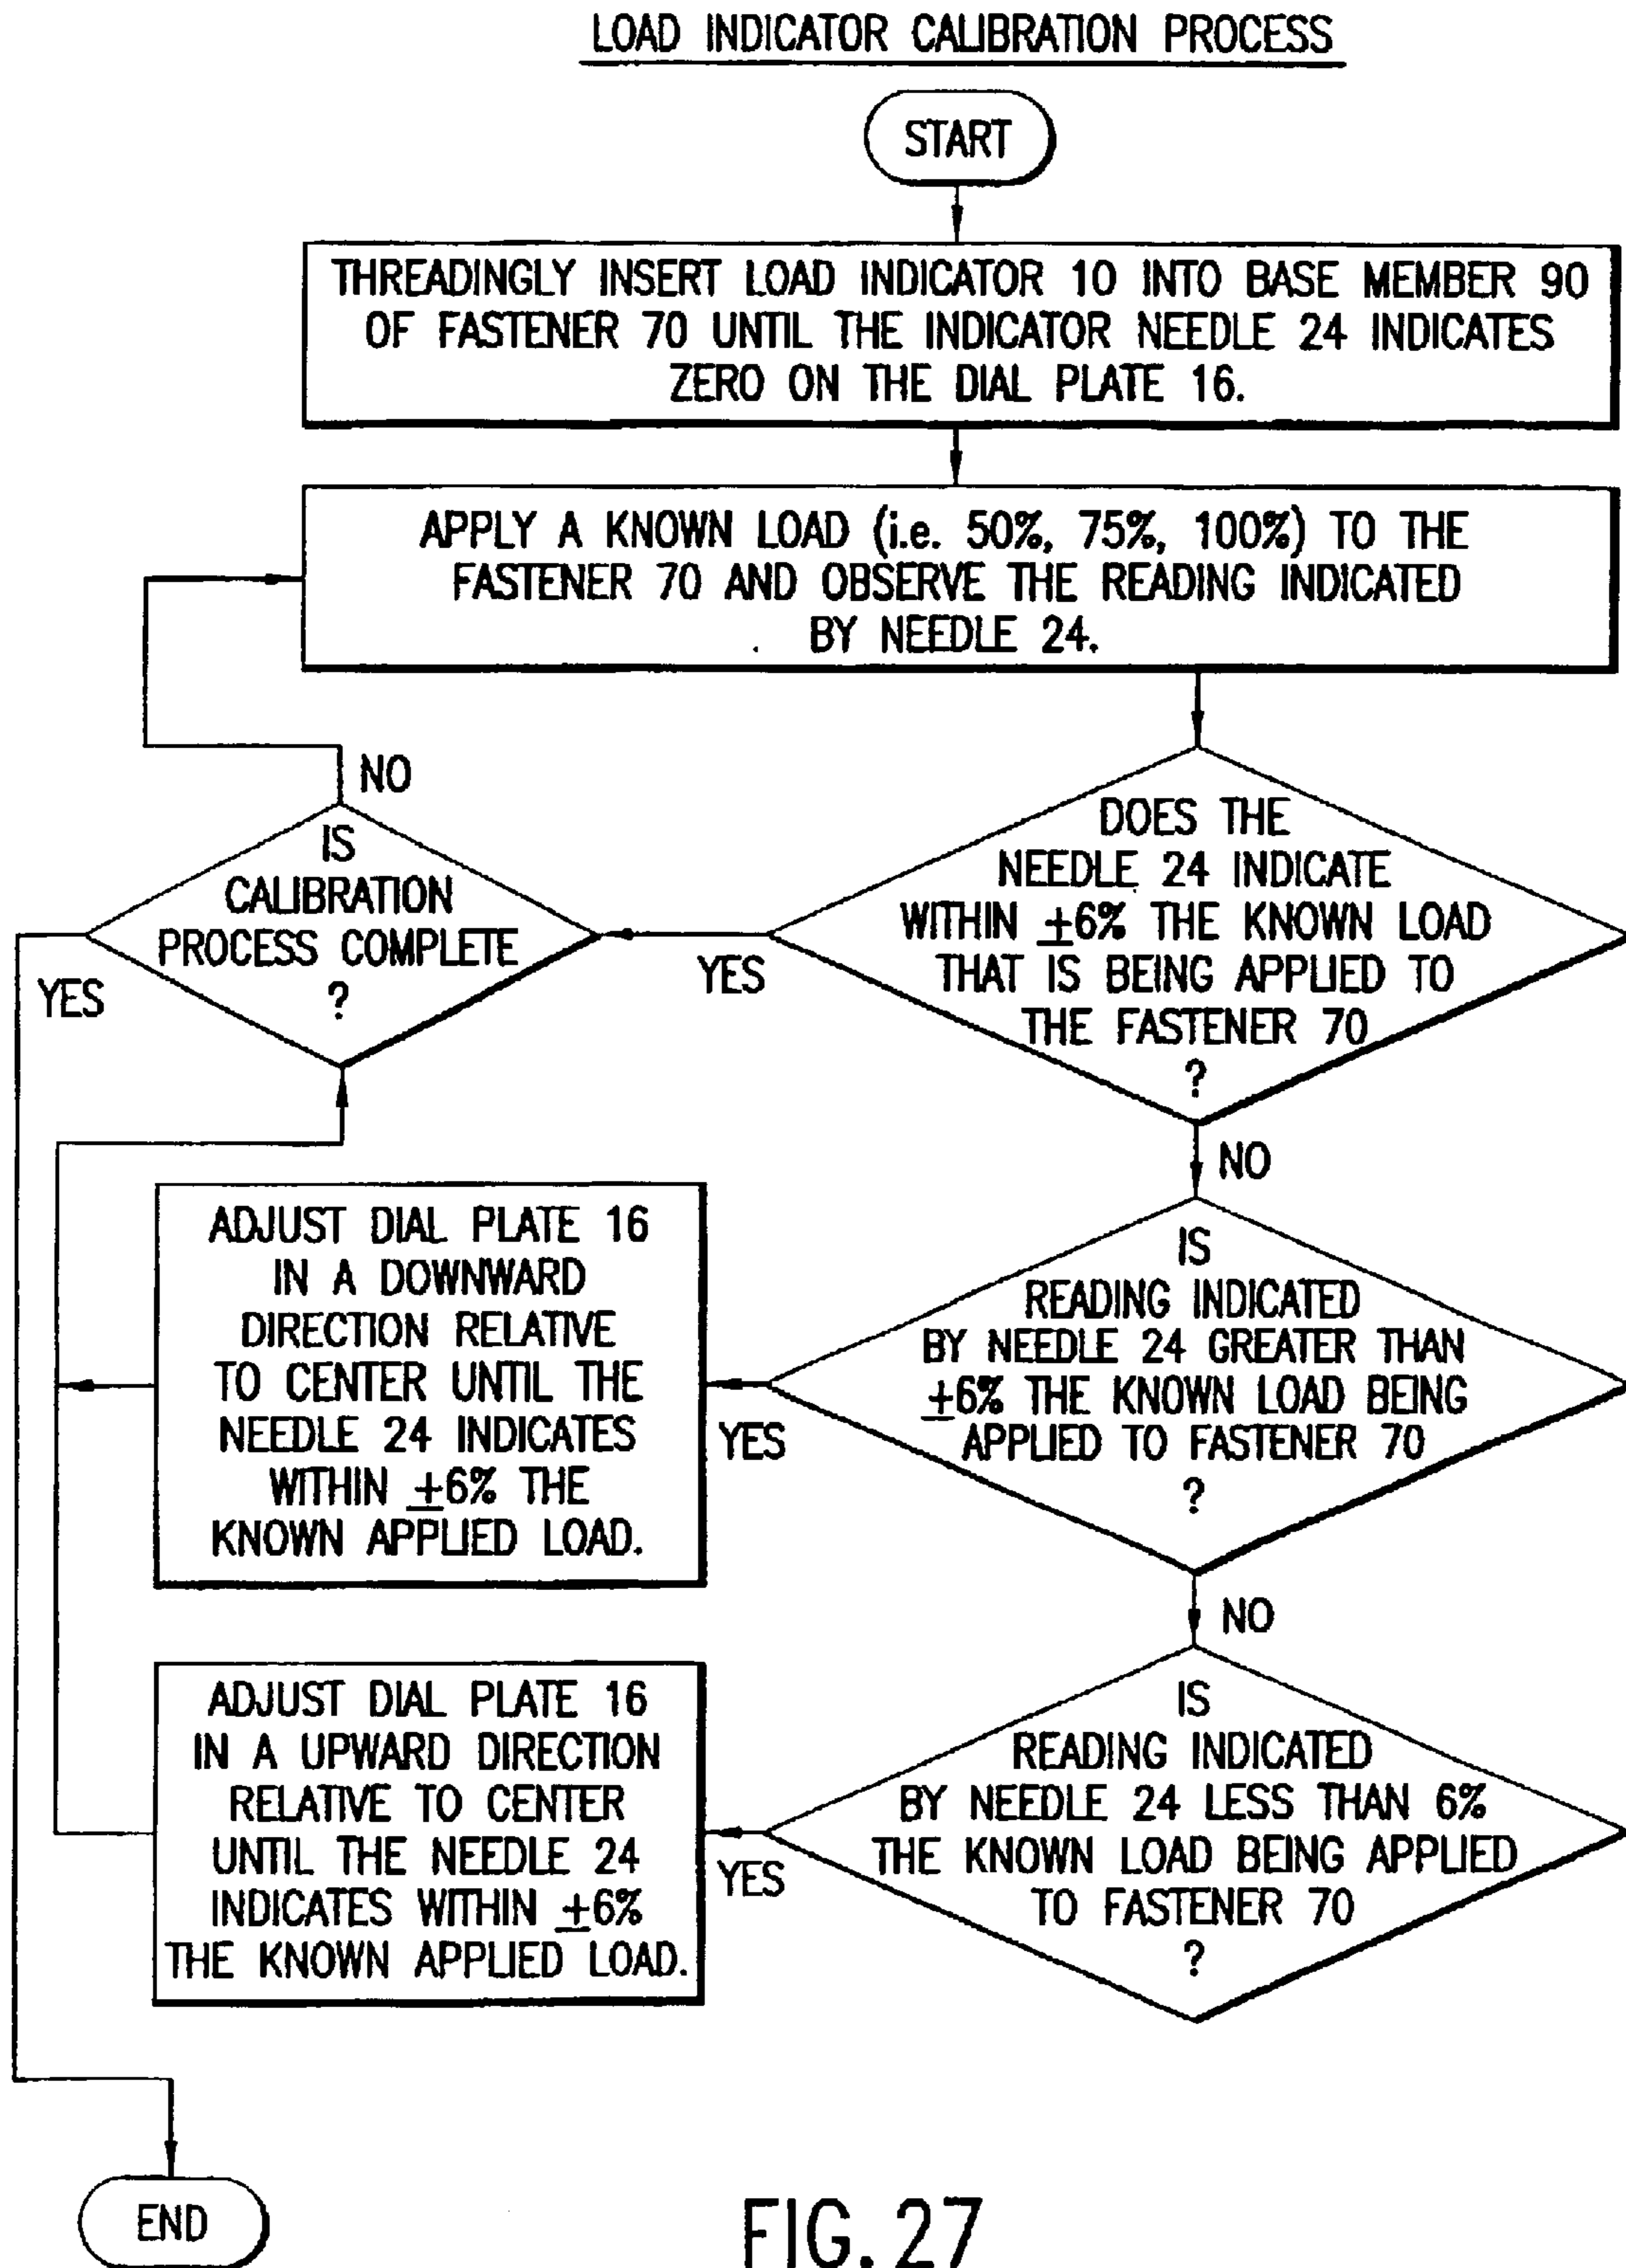 LOAD INDICATOR CALIBRATION PROCESS
START
THREADINGLY INSERT LOAD INDICATOR 10 INTO BASE MEMBER 90
OF FASTENER 70 UNTIL THE INDICATOR NEEDLE 24 INDICATES
ZERO ON THE DIAL PLATE 16.
APPLY A KNOWN LOAD (i.e. 50%, 75%, 100%) TO THE
FASTENER 70 AND OBSERVE THE READING INDICATED
BY NEEDLE 24.
DOES THE
NEEDLE 24 INDICATE
WITHIN ±6% THE KNOWN LOAD
THAT IS BEING APPLIED TO
THE FASTENER 70
?
YES
NO
IS
CALIBRATION
PROCESS COMPLETE
?
NO
YES
IS
READING INDICATED
BY NEEDLE 24 GREATER THAN
±6% THE KNOWN LOAD BEING
APPLIED TO FASTENER 70
?
YES
NO
ADJUST DIAL PLATE 16
IN A DOWNWARD
DIRECTION RELATIVE
TO CENTER UNTIL THE
NEEDLE 24 INDICATES
WITHIN ±6% THE
KNOWN APPLIED LOAD.
IS
READING INDICATED
BY NEEDLE 24 LESS THAN 6%
THE KNOWN LOAD BEING APPLIED
TO FASTENER 70
?
YES
ADJUST DIAL PLATE 16
IN A UPWARD DIRECTION
RELATIVE TO CENTER
UNTIL THE NEEDLE 24
INDICATES WITHIN ±6%
THE KNOWN APPLIED LOAD.
END
FIG. 27